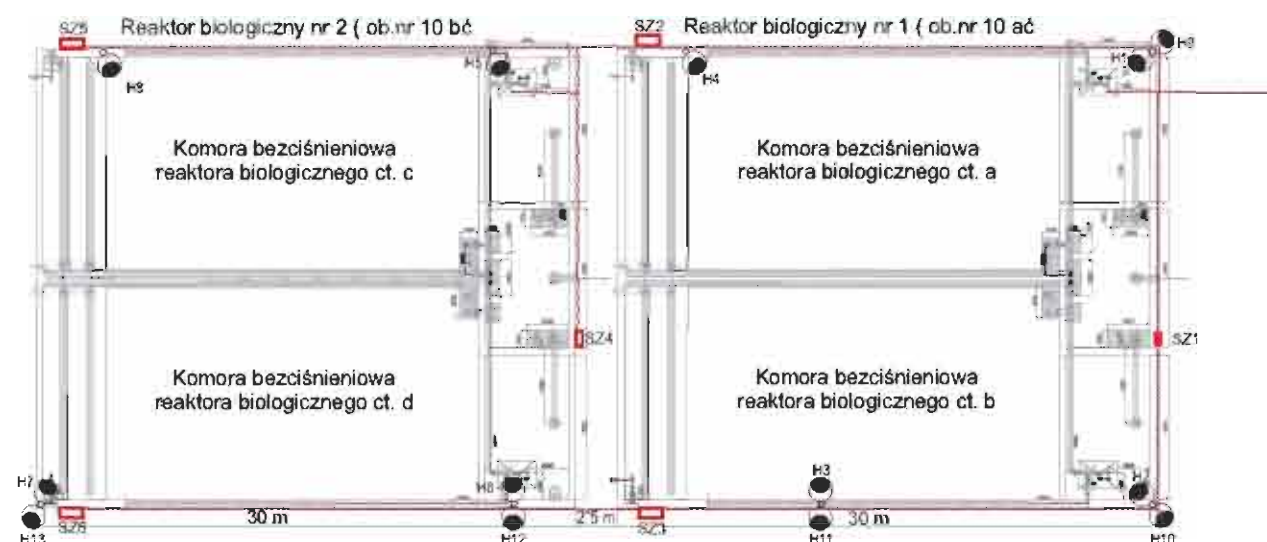 SZ5
Reaktor biologiczny nr 2 ( ob.nr 10 bć
SZ2
Reaktor biologiczny nr 1 ( ob.nr 10 ać
H9
H8
H5
H4
Komora bezciśnieniowa
reaktora biologicznego ct. c
Komora bezciśnieniowa
reaktora biologicznego ct. a
SZ4
SZ1
Komora bezciśnieniowa
reaktora biologicznego ct. d
Komora bezciśnieniowa
reaktora biologicznego ct. b
H7
H6
H3
SZ6
30 m
SZ3
30 m
H13
H12
H11
H10